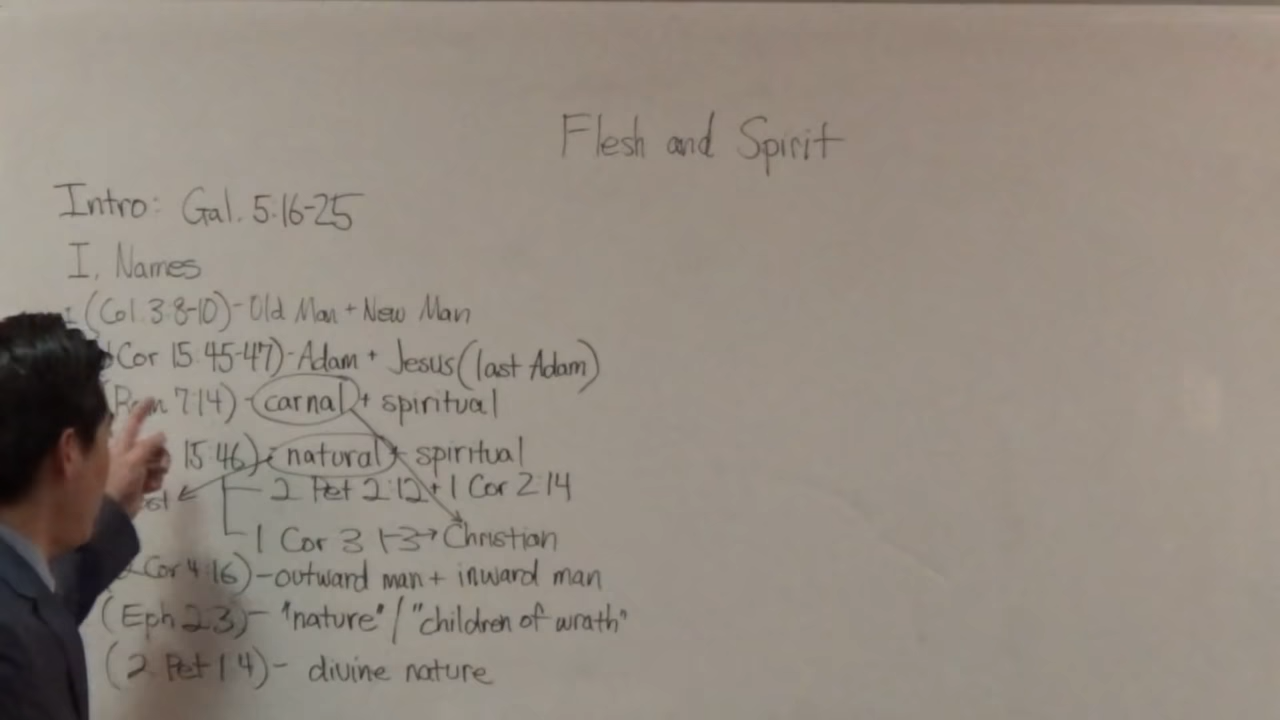 Flesh and Spirit
Intro: Gal. 5:16-25
I. Names
(Col 3:8-10) - Old Man + New Man
Cor 15:45-47) - Adam + Jesus (last Adam)
(Rom 7:14) - carnal + spiritual
15:46) - natural + spiritual
2 Pet 2:12 + 1 Cor 2:14
1 Cor 3:1-3 → Christian
Cor 4:16) - outward man + inward man
(Eph 2:3) - "nature" / "children of wrath"
(2 Pet 1:4) - divine nature